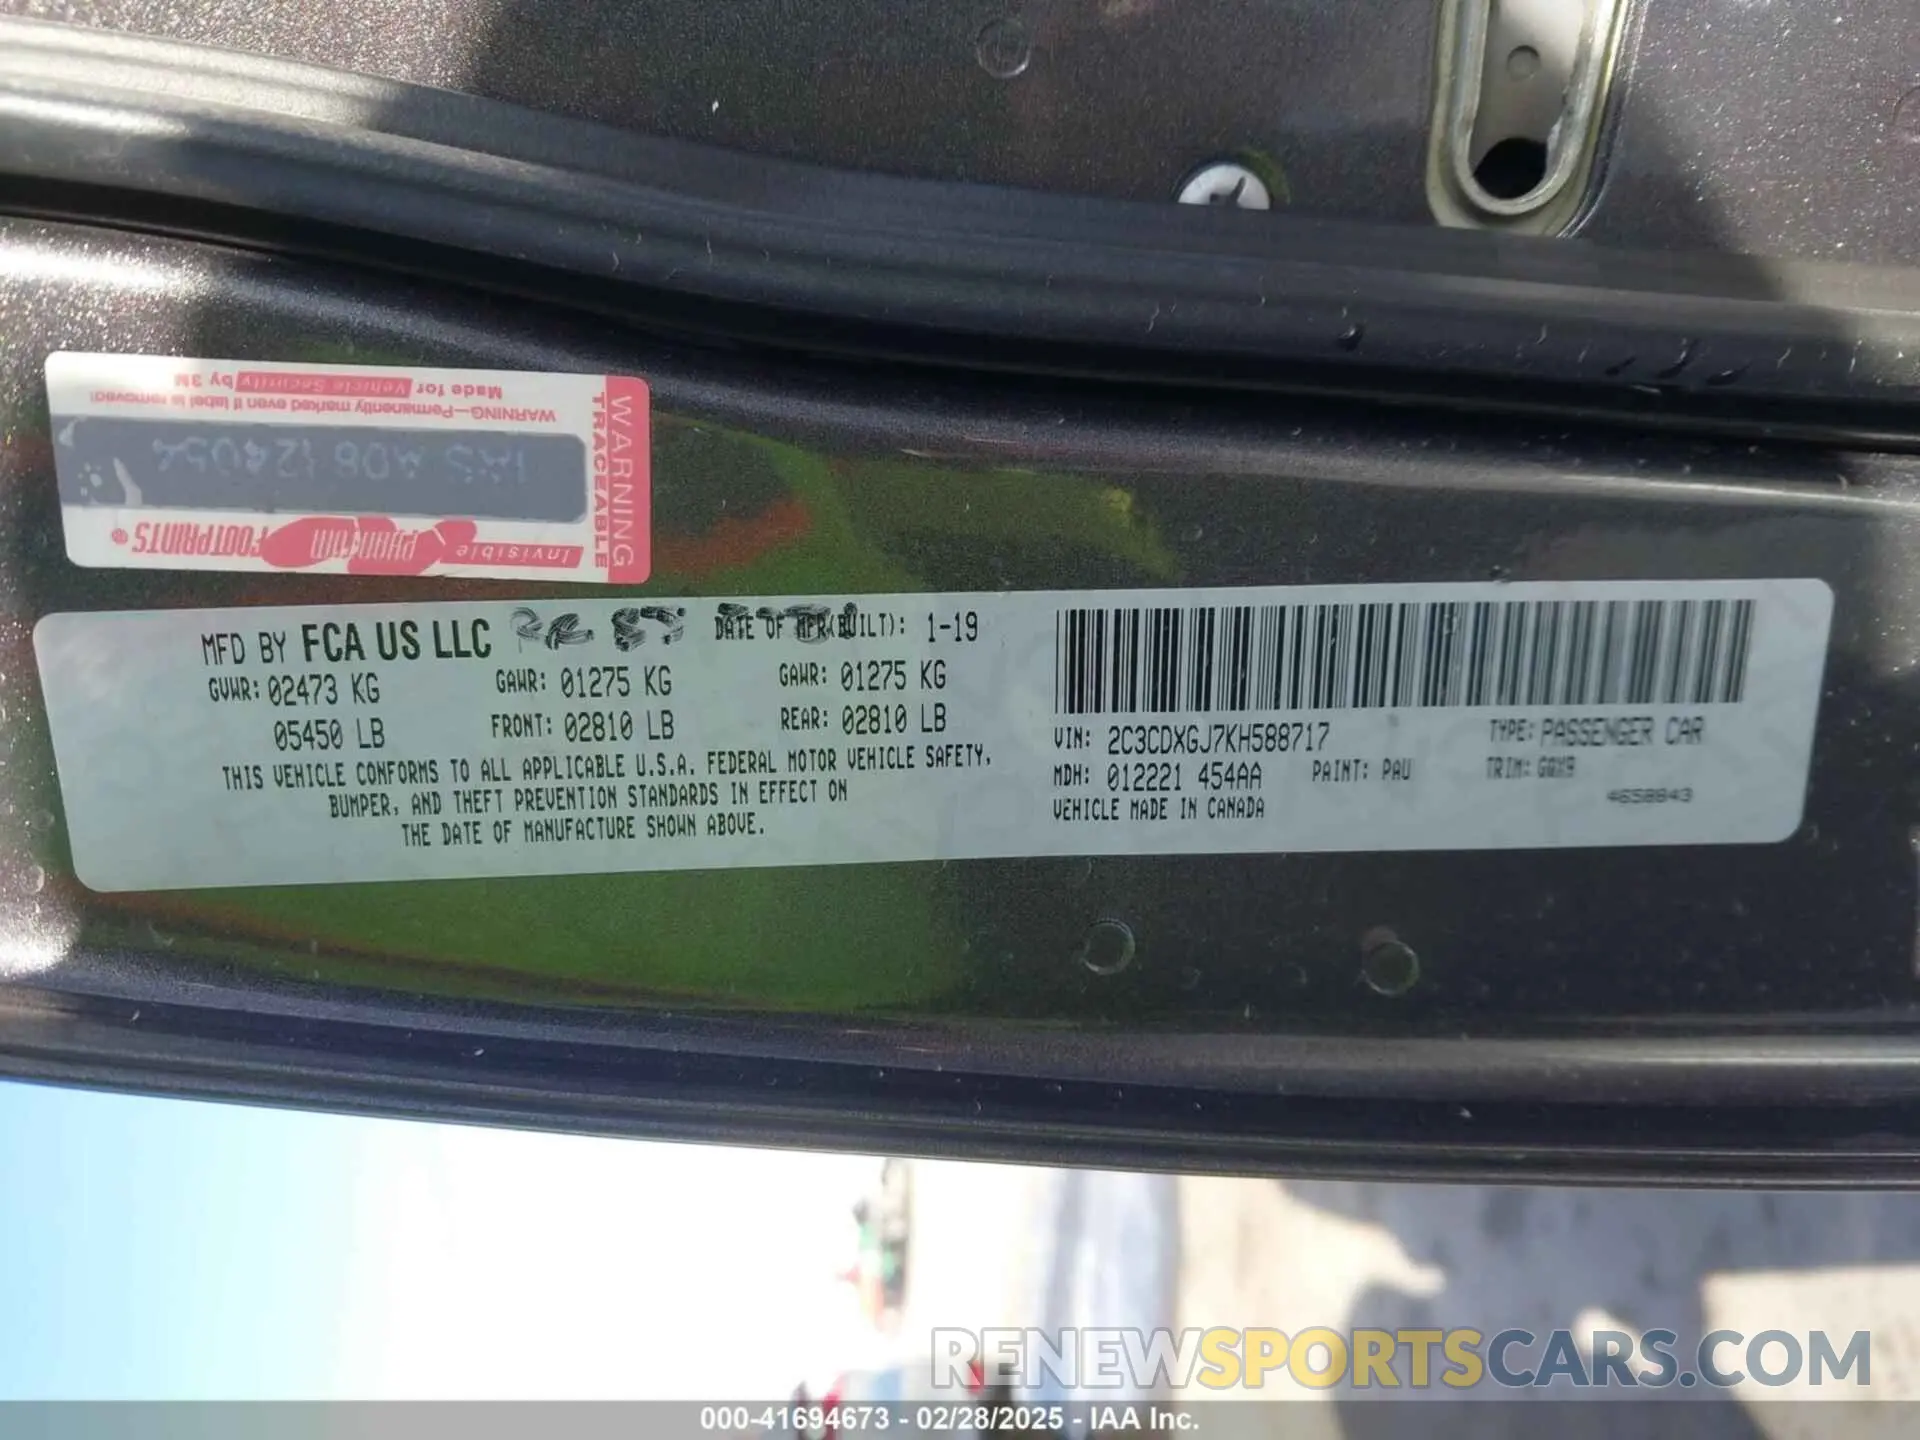 WARNING
TRACEABLE
Made for Vehicle Security by 3M
WARNING—Permanently marked even if label is removed!
Invisible phantom FOOTPRINTS®
MFD BY FCA US LLC DATE OF MFR(BUILT): 1-19
GVWR: 02473 KG GAWR: 01275 KG GAWR: 01275 KG
05450 LB FRONT: 02810 LB REAR: 02810 LB
THIS VEHICLE CONFORMS TO ALL APPLICABLE U.S.A. FEDERAL MOTOR VEHICLE SAFETY,
BUMPER, AND THEFT PREVENTION STANDARDS IN EFFECT ON
THE DATE OF MANUFACTURE SHOWN ABOVE.
VIN: 2C3CDXGJ7KH588717 TYPE: PASSENGER CAR
MDH: 012221 454AA PAINT: PAU TRIM: GQX9
VEHICLE MADE IN CANADA 4658843
RENEWSPORTSCARS.COM
000-41694673 - 02/28/2025 - IAA Inc.